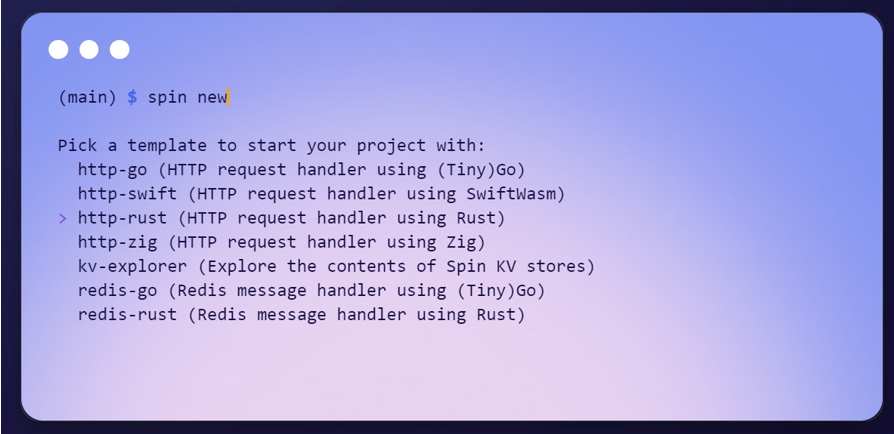 (main) $ spin new
Pick a template to start your project with:
http-go (HTTP request handler using (Tiny)Go)
http-swift (HTTP request handler using SwiftWasm)
> http-rust (HTTP request handler using Rust)
http-zig (HTTP request handler using Zig)
kv-explorer (Explore the contents of Spin KV stores)
redis-go (Redis message handler using (Tiny)Go)
redis-rust (Redis message handler using Rust)